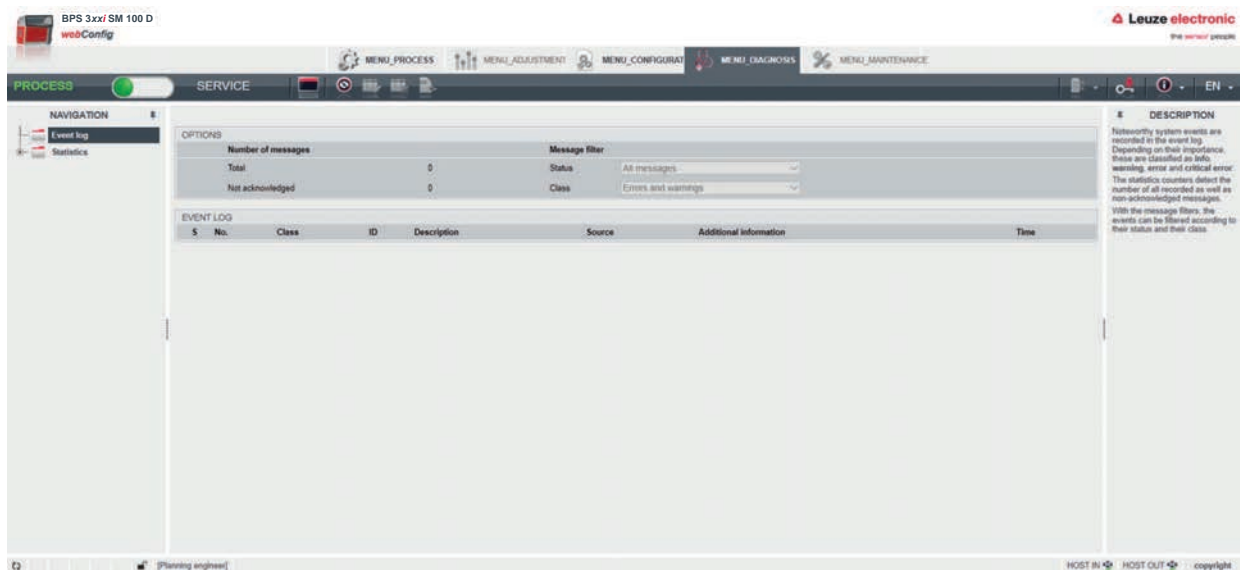 BPS 3xxi SM 100 D
webConfig
Leuze electronic
the sensor people
MENU_PROCESS
MENU_ADJUSTMENT
MENU_CONFIGURAT
MENU_DIAGNOSIS
MENU_MAINTENANCE
PROCESS
SERVICE
EN
NAVIGATION
Event log
Statistics
OPTIONS
Number of messages
Message filter
Total 0 Status All messages
Not acknowledged 0 Class Errors and warnings
EVENT LOG
S No. Class ID Description Source Additional information Time
DESCRIPTION
Noteworthy system events are
recorded in the event log.
Depending on their importance,
these are classified as info,
warning, error and critical error.
The statistics counters detect the
number of all recorded as well as
non-acknowledged messages.
With the message filters, the
events can be filtered according to
their status and their class.
[Planning engineer]
HOST IN
HOST OUT
copyright